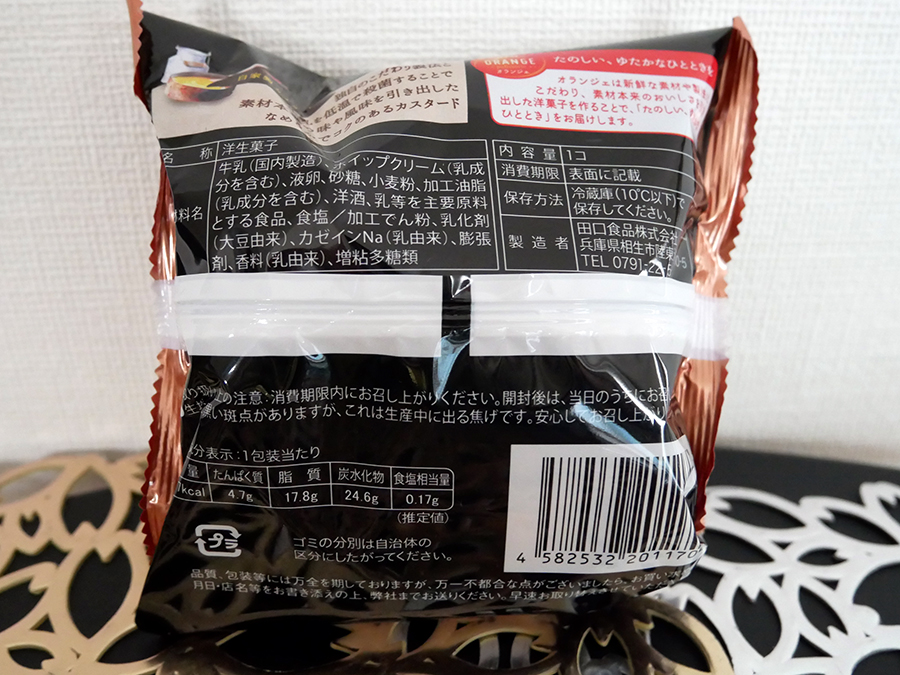 自家
独自のこだわり製法と
を低温で殺菌することで
素材本 味や風味を引き出した
なめ コクのあるカスタード
ORANGE
オランジェ
たのしい、ゆたかなひとときを
オランジェは新鮮な素材や製
こだわり、素材本来のおいしさ
出した洋菓子を作ることで、「たのしい、
ひととき」をお届けします。
名 称 洋生菓子
材料名
牛乳(国内製造)、ホイップクリーム(乳成
分を含む)、液卵、砂糖、小麦粉、加工油脂
(乳成分を含む)、洋酒、乳等を主要原料
とする食品、食塩／加工でん粉、乳化剤
(大豆由来)、カゼインNa(乳由来)、膨張
剤、香料(乳由来)、増粘多糖類
内容量 1コ
消費期限 表面に記載
保存方法 冷蔵庫(10℃以下)で
保存してください。
製造者 田口食品株式会社
兵庫県相生市陸
TEL 0791-22
の注意:消費期限内にお召し上がりください。開封後は、当日のうちにお召
黒い斑点がありますが、これは生産中に出る焦げです。安心してお召し上がり
分表示:1包装当たり
量 たんぱく質 脂質 炭水化物 食塩相当量
kcal 4.7g 17.8g 24.6g 0.17g
(推定値)
プラ
ゴミの分別は自治体の
区分にしたがってください。
4 582532 201170
品質、包装等には万全を期しておりますが、万一不都合な点がございましたら、お買い
月日・店名等をお書き添えの上、弊社までお送りください。早速お取り替え